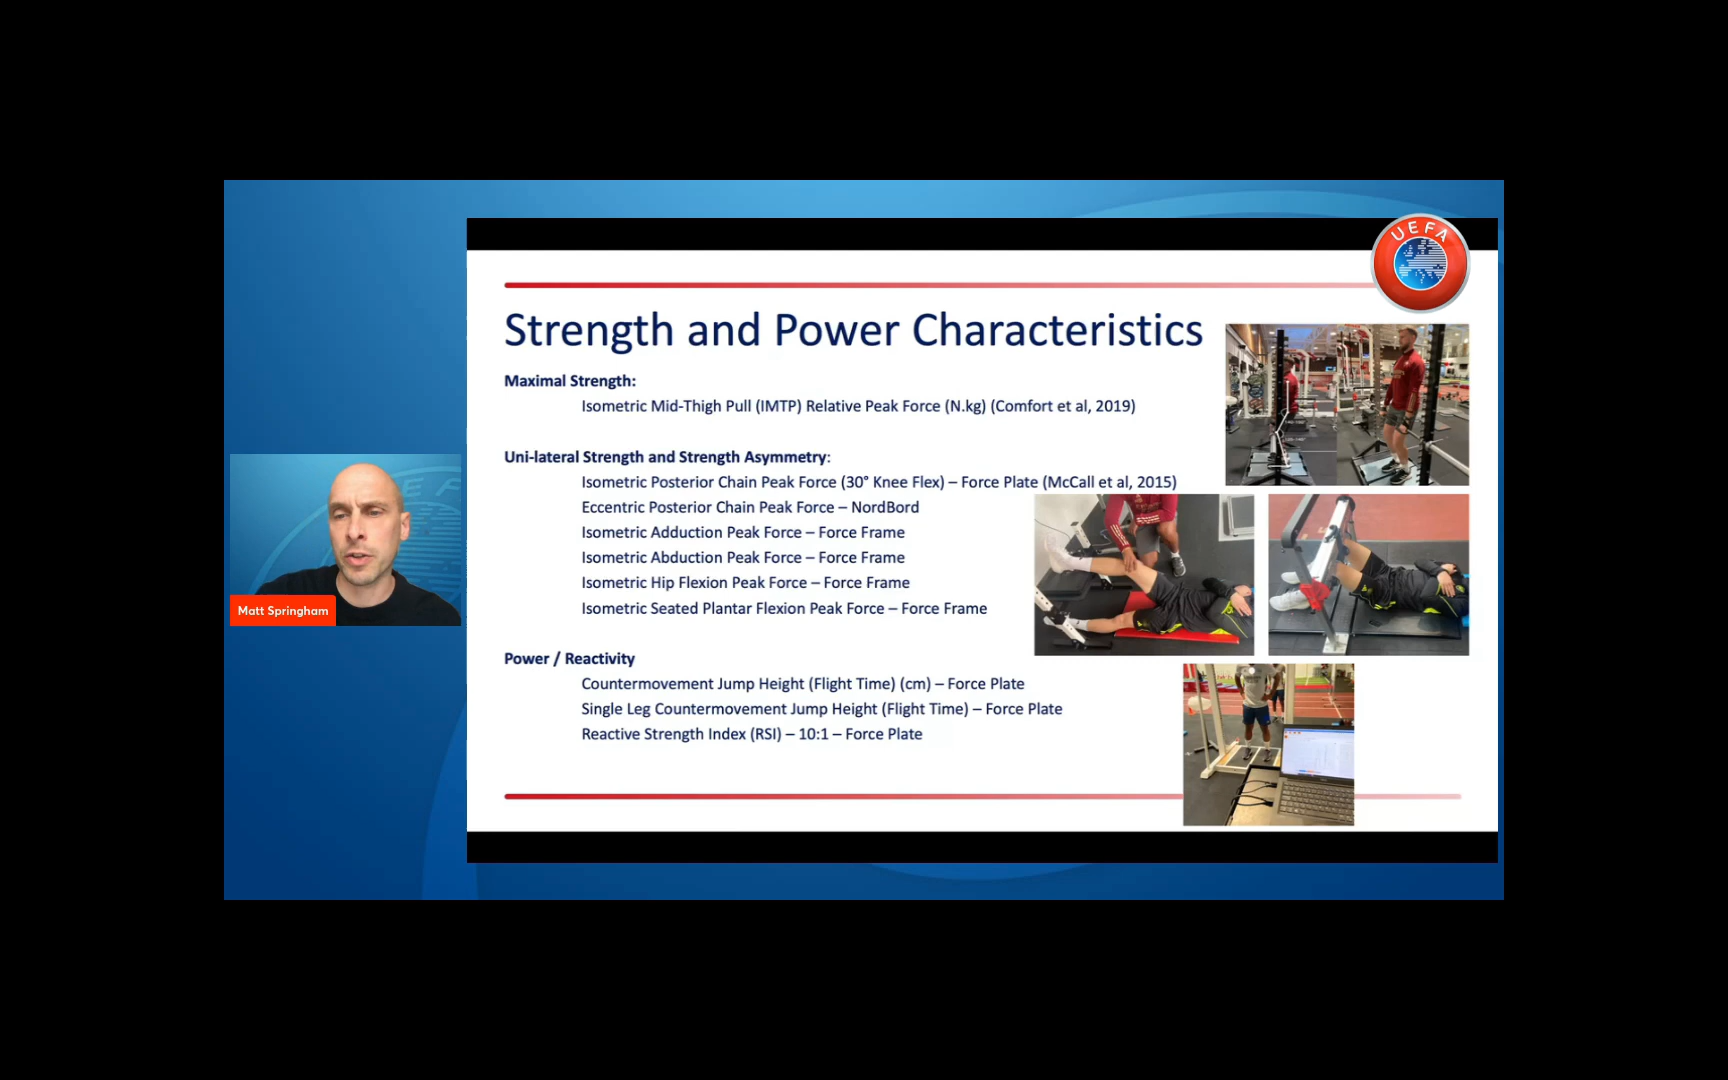 UEFA
Strength and Power Characteristics
Maximal Strength:
Isometric Mid-Thigh Pull (IMTP) Relative Peak Force (N.kg) (Comfort et al, 2019)
Uni-lateral Strength and Strength Asymmetry:
Isometric Posterior Chain Peak Force (30° Knee Flex) – Force Plate (McCall et al, 2015)
Eccentric Posterior Chain Peak Force – NordBord
Isometric Adduction Peak Force – Force Frame
Isometric Abduction Peak Force – Force Frame
Isometric Hip Flexion Peak Force – Force Frame
Isometric Seated Plantar Flexion Peak Force – Force Frame
Power / Reactivity
Countermovement Jump Height (Flight Time) (cm) – Force Plate
Single Leg Countermovement Jump Height (Flight Time) – Force Plate
Reactive Strength Index (RSI) – 10:1 – Force Plate
Matt Springham